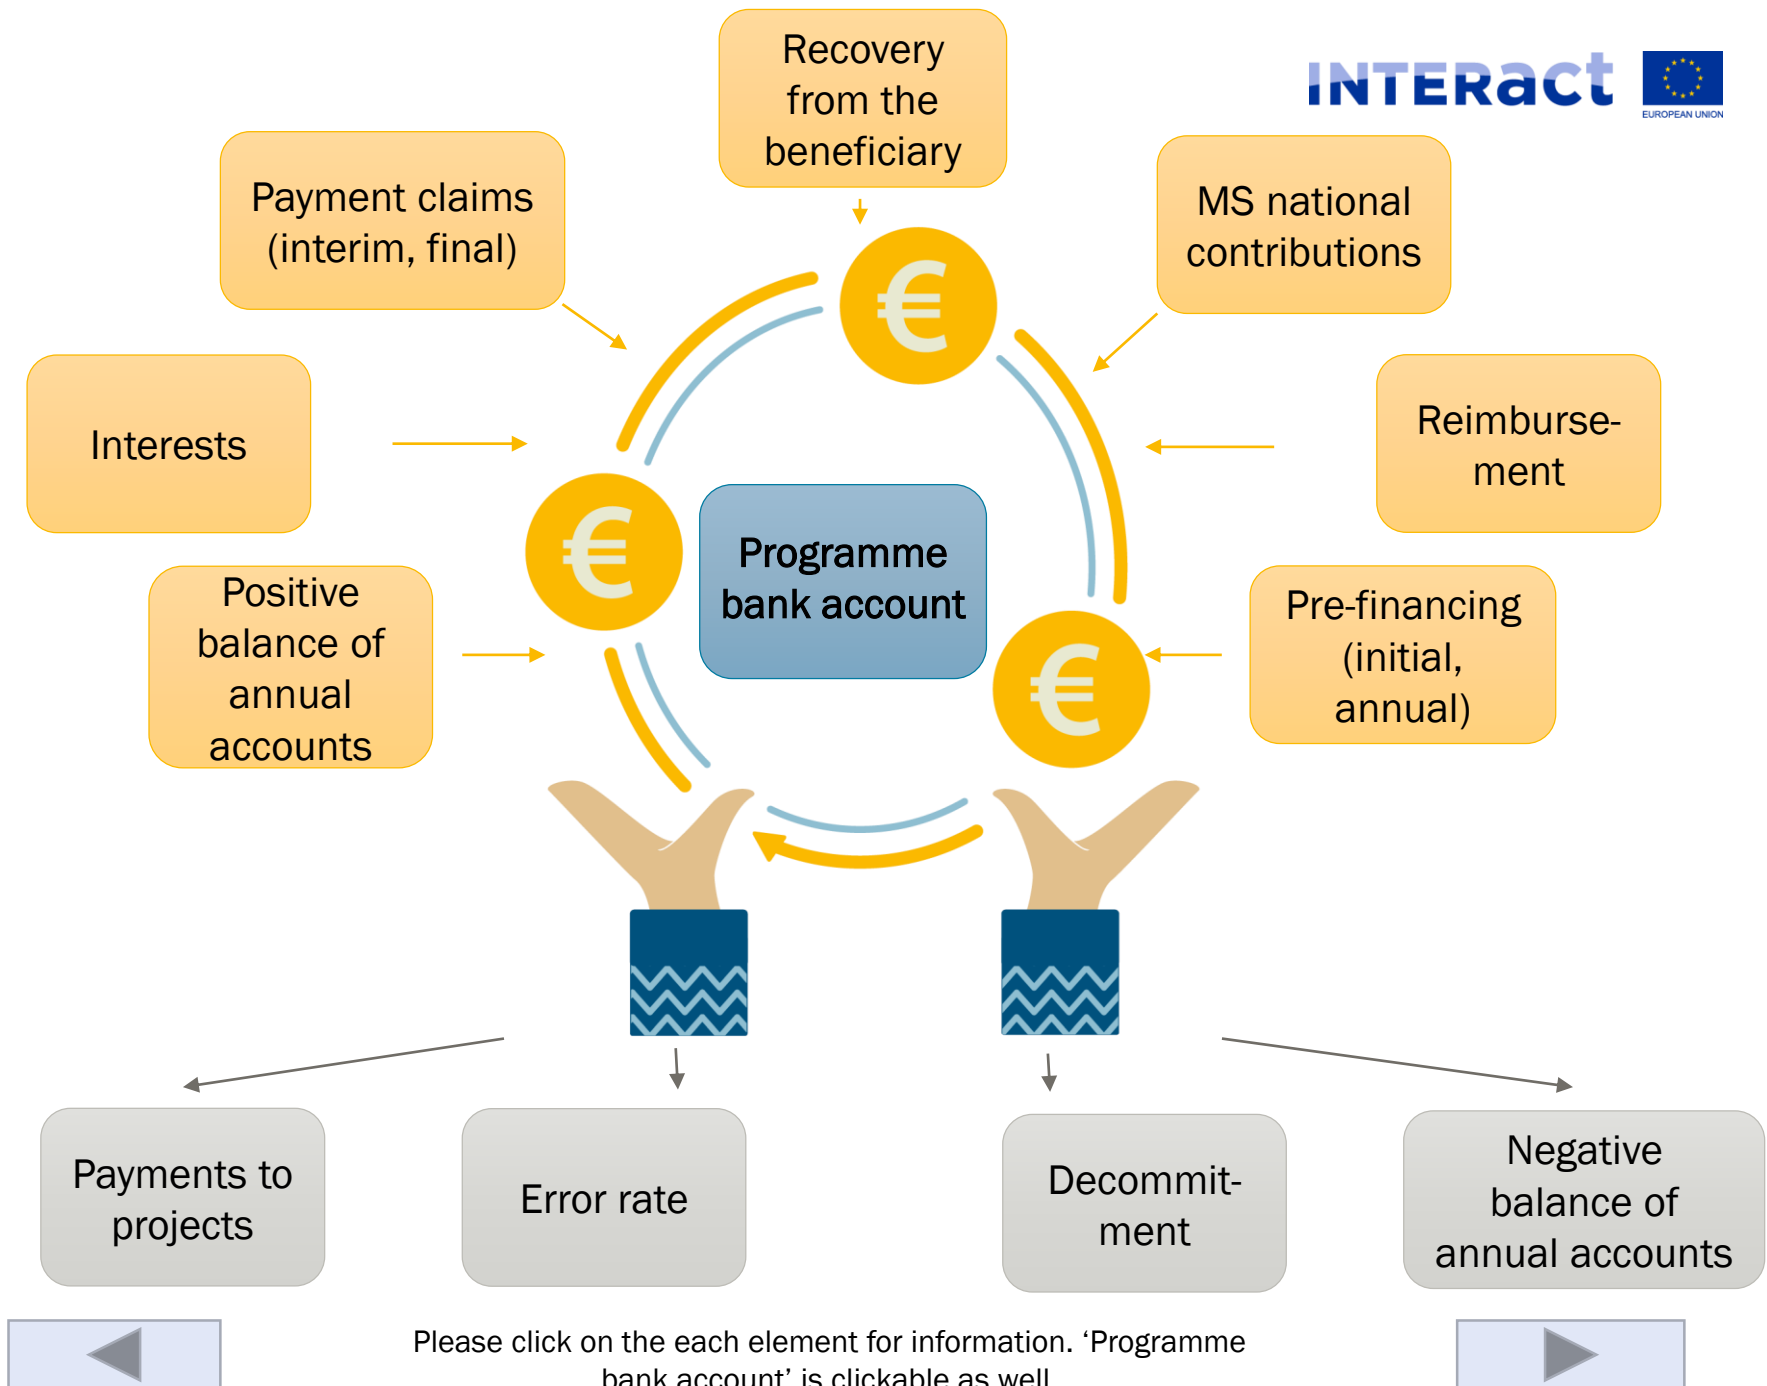 Recovery
from the
beneficiary
INTERact
EUROPEAN UNION
Payment claims
(interim, final)
MS national
contributions
Interests
Reimburse-
ment
Programme
bank account
Positive
balance of
annual
accounts
Pre-financing
(initial,
annual)
€
€
€
Payments to
projects
Error rate
Decommit-
ment
Negative
balance of
annual accounts
Please click on the each element for information. ‘Programme
bank account’ is clickable as well